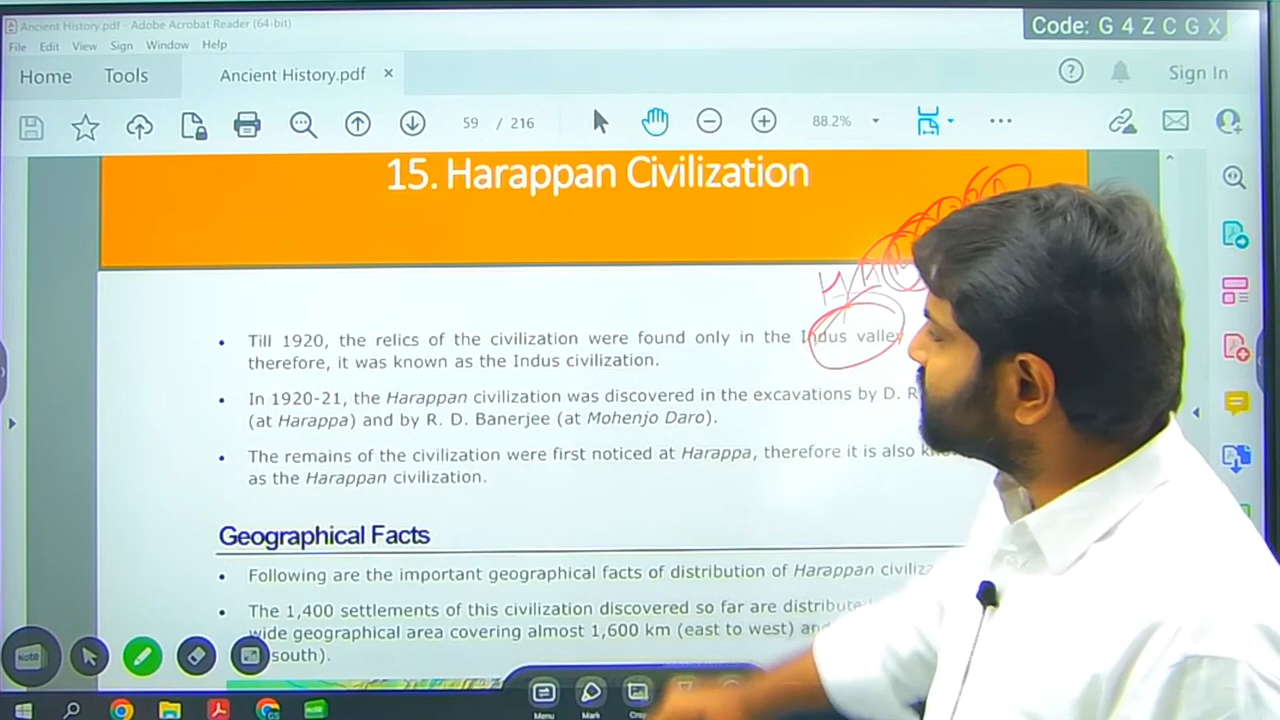 Ancient History.pdf - Adobe Acrobat Reader (64-bit)
Code: G 4 Z C G X
File Edit View Sign Window Help
Home Tools Ancient History.pdf × Sign In
59 / 216 88.2%
15. Harappan Civilization
• Till 1920, the relics of the civilization were found only in the Indus valley
therefore, it was known as the Indus civilization.
• In 1920-21, the Harappan civilization was discovered in the excavations by D. R.
(at Harappa) and by R. D. Banerjee (at Mohenjo Daro).
• The remains of the civilization were first noticed at Harappa, therefore it is also
as the Harappan civilization.
Geographical Facts
• Following are the important geographical facts of distribution of Harappan
• The 1,400 settlements of this civilization discovered so far are
wide geographical area covering almost 1,600 km (east to west) and
south).
Note
Menu Mark